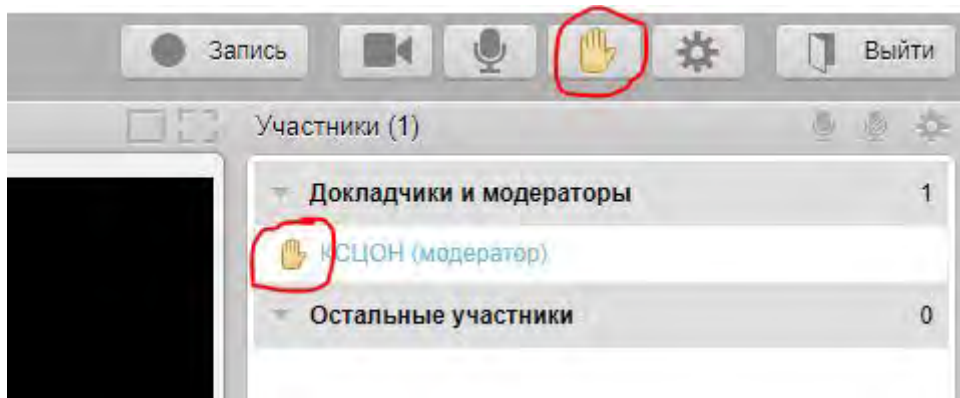 Запись Выйти
Участники (1)
Докладчики и модераторы 1
КСЦОН (модератор)
Остальные участники 0